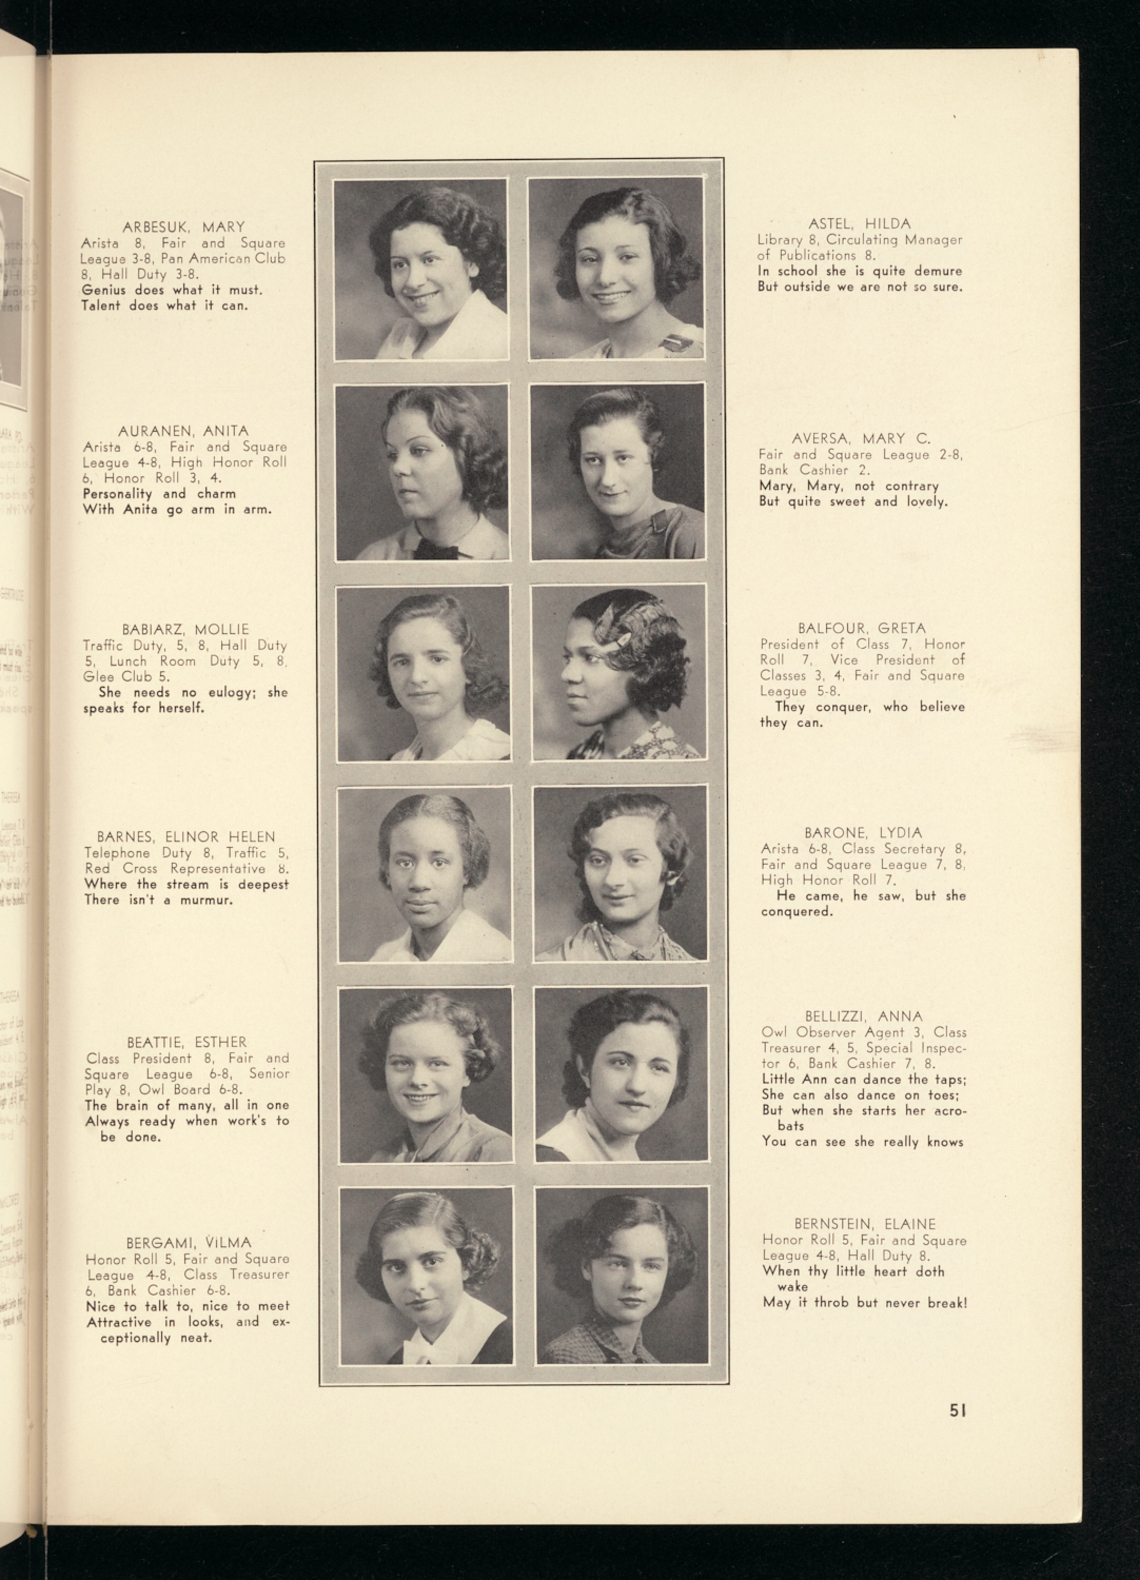 ARBESUK, MARY
Arista 8, Fair and Square
League 3-8, Pan American Club
8, Hall Duty 3-8.
Genius does what it must.
Talent does what it can.
AURANEN, ANITA
Arista 6-8, Fair and Square
League 4-8, High Honor Roll
6, Honor Roll 3, 4.
Personality and charm
With Anita go arm in arm.
BABIARZ, MOLLIE
Traffic Duty, 5, 8, Hall Duty
5, Lunch Room Duty 5, 8.
Glee Club 5.
She needs no eulogy; she
speaks for herself.
BARNES, ELINOR HELEN
Telephone Duty 8, Traffic 5,
Red Cross Representative 8.
Where the stream is deepest
There isn't a murmur.
BEATTIE, ESTHER
Class President 8, Fair and
Square League 6-8, Senior
Play 8, Owl Board 6-8.
The brain of many, all in one
Always ready when work's to
be done.
BERGAMI, VILMA
Honor Roll 5, Fair and Square
League 4-8, Class Treasurer
6, Bank Cashier 6-8.
Nice to talk to, nice to meet
Attractive in looks, and ex-
ceptionally neat.
ASTEL, HILDA
Library 8, Circulating Manager
of Publications 8.
In school she is quite demure
But outside we are not so sure.
AVERSA, MARY C.
Fair and Square League 2-8,
Bank Cashier 2.
Mary, Mary, not contrary
But quite sweet and lovely.
BALFOUR, GRETA
President of Class 7, Honor
Roll 7, Vice President of
Classes 3, 4, Fair and Square
League 5-8.
They conquer, who believe
they can.
BARONE, LYDIA
Arista 6-8, Class Secretary 8,
Fair and Square League 7, 8,
High Honor Roll 7.
He came, he saw, but she
conquered.
BELLIZZI, ANNA
Owl Observer Agent 3, Class
Treasurer 4, 5, Special Inspec-
tor 6, Bank Cashier 7, 8.
Little Ann can dance the taps;
She can also dance on toes;
But when she starts her acro-
bats
You can see she really knows
BERNSTEIN, ELAINE
Honor Roll 5, Fair and Square
League 4-8, Hall Duty 8.
When thy little heart doth
wake
May it throb but never break!
51